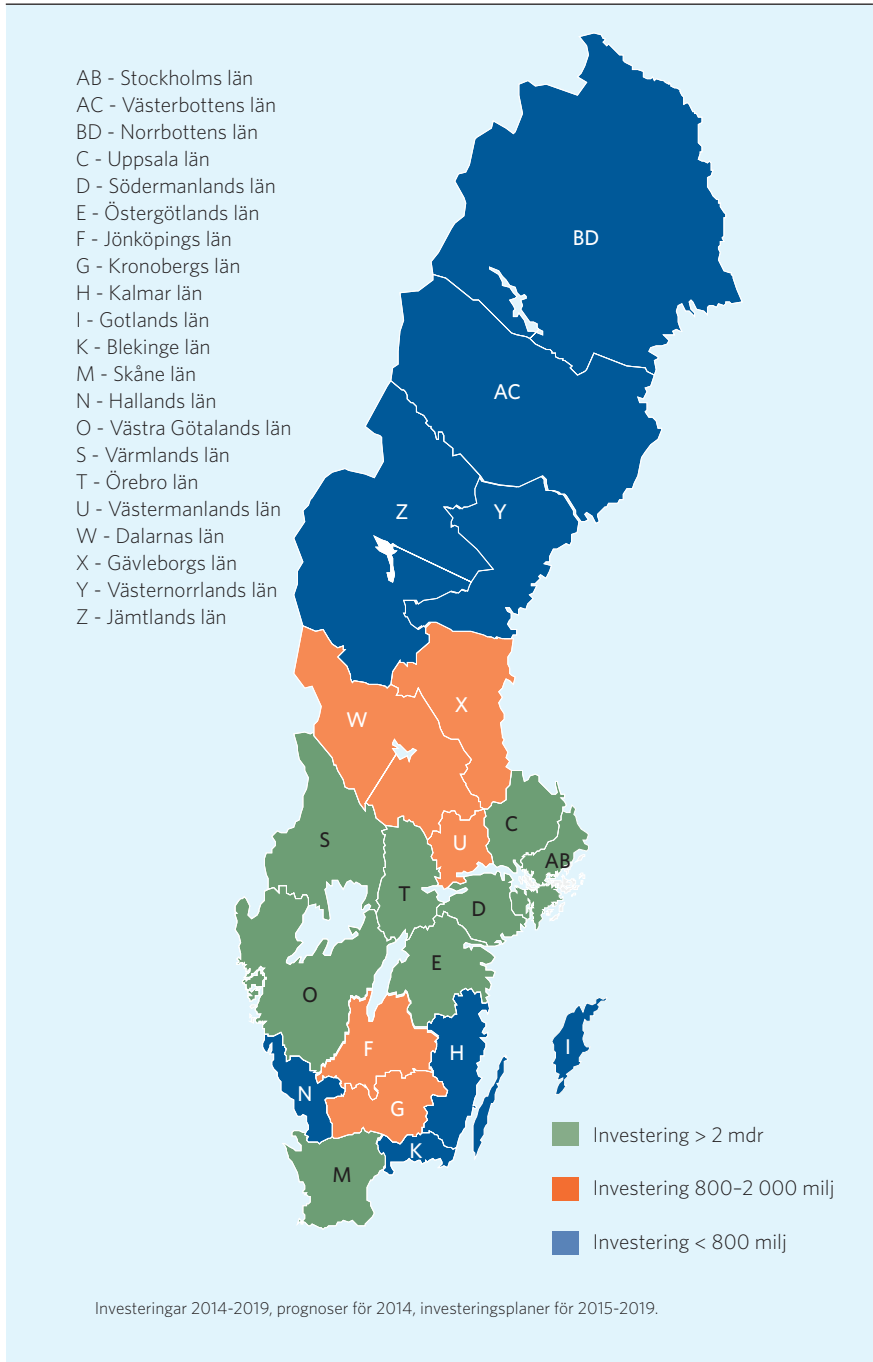 AB - Stockholms län
AC - Västerbottens län
BD - Norrbottens län
C - Uppsala län
D - Södermanlands län
E - Östergötlands län
F - Jönköpings län
G - Kronobergs län
H - Kalmar län
I - Gotlands län
K - Blekinge län
M - Skåne län
N - Hallands län
O - Västra Götalands län
S - Värmlands län
T - Örebro län
U - Västermanlands län
W - Dalarnas län
X - Gävleborgs län
Y - Västernorrlands län
Z - Jämtlands län
BD
AC
Z
Y
X
W
C
S
U
AB
T
D
E
O
F
H
I
N
G
K
M
Investering > 2 mdr
Investering 800–2 000 milj
Investering < 800 milj
Investeringar 2014-2019, prognoser för 2014, investeringsplaner för 2015-2019.